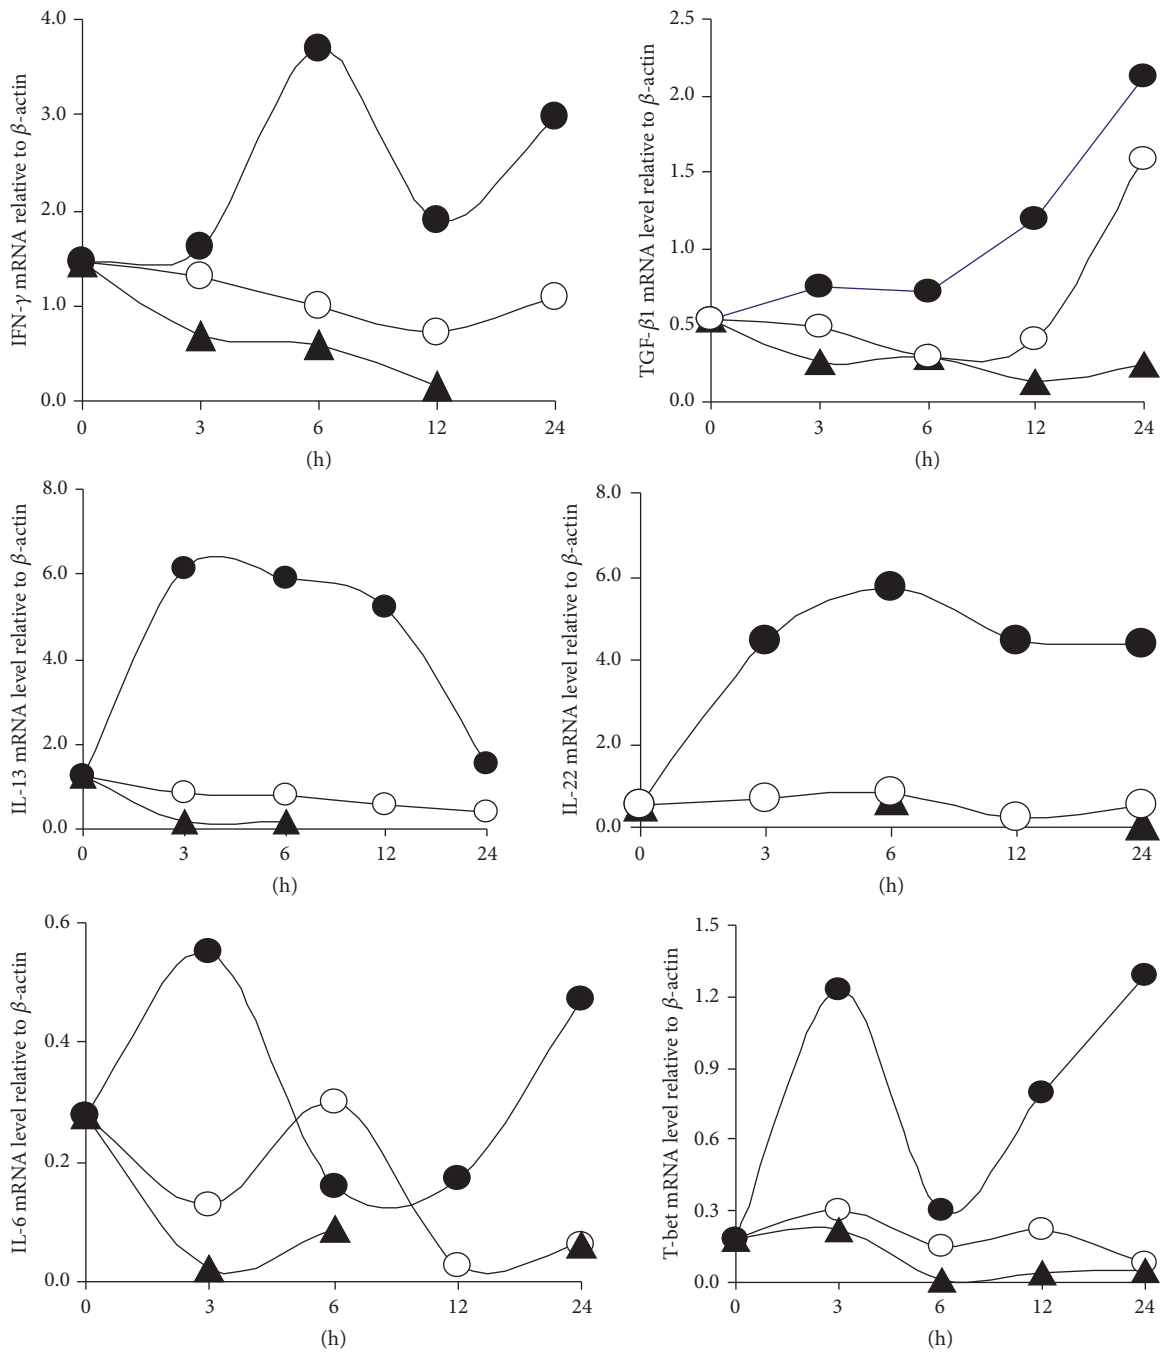 IFN-γ mRNA relative to β-actin
4.0
3.0
2.0
1.0
0.0
0 3 6 12 24
(h)
TGF-β1 mRNA level relative to β-actin
2.5
2.0
1.5
1.0
0.5
0.0
0 3 6 12 24
(h)
IL-13 mRNA level relative to β-actin
8.0
6.0
4.0
2.0
0.0
0 3 6 12 24
(h)
IL-22 mRNA level relative to β-actin
8.0
6.0
4.0
2.0
0.0
0 3 6 12 24
(h)
IL-6 mRNA level relative to β-actin
0.6
0.4
0.2
0.0
0 3 6 12 24
(h)
T-bet mRNA level relative to β-actin
1.5
1.2
0.9
0.6
0.3
0.0
0 3 6 12 24
(h)